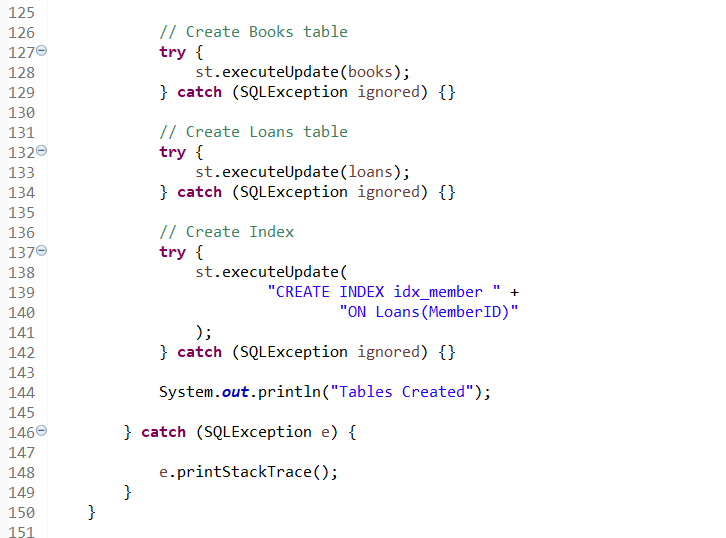 125
126 // Create Books table
127 try {
128 st.executeUpdate(books);
129 } catch (SQLException ignored) {}
130
131 // Create Loans table
132 try {
133 st.executeUpdate(loans);
134 } catch (SQLException ignored) {}
135
136 // Create Index
137 try {
138 st.executeUpdate(
139 "CREATE INDEX idx_member " +
140 "ON Loans(MemberID)"
141 );
142 } catch (SQLException ignored) {}
143
144 System.out.println("Tables Created");
145
146 } catch (SQLException e) {
147
148 e.printStackTrace();
149 }
150 }
151